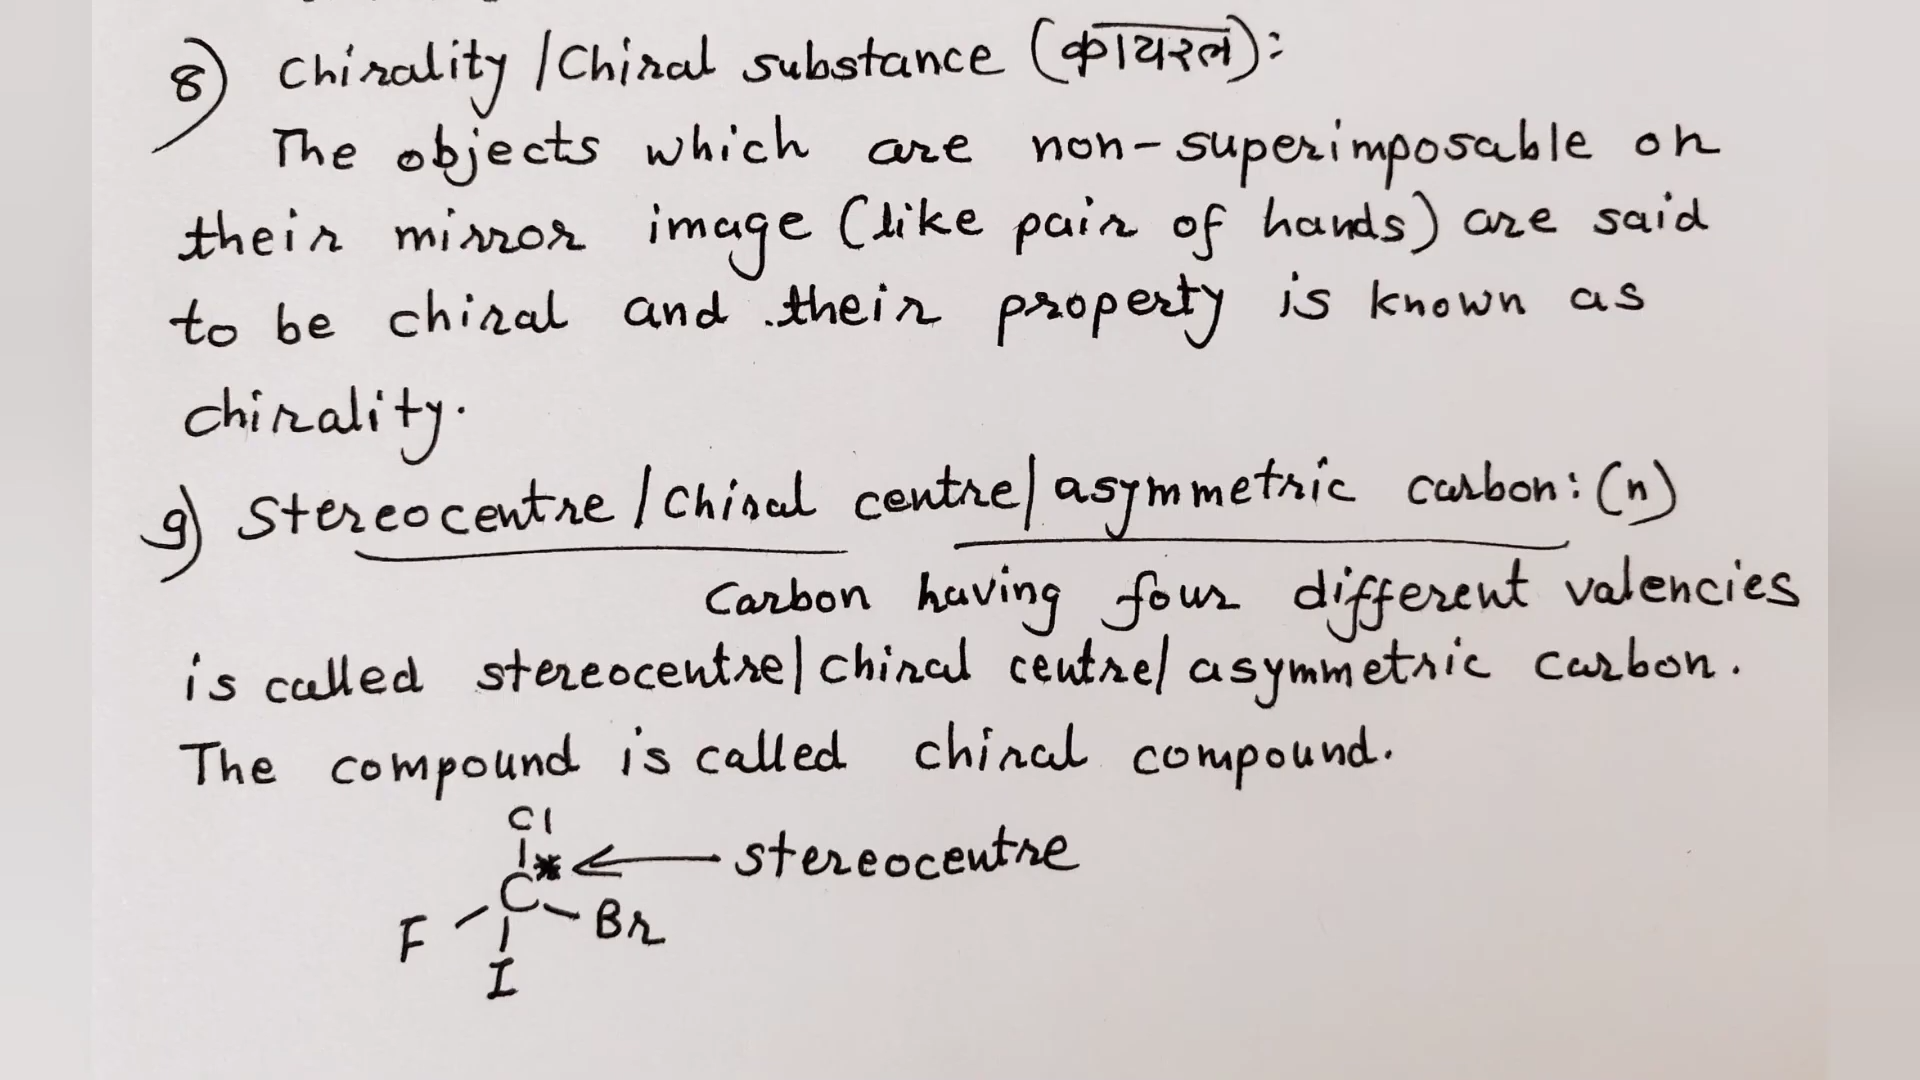 8) Chirality / Chiral substance (कायरल):
The objects which are non-superimposable on
their mirror image (like pair of hands) are said
to be chiral and their property is known as
chirality.
9) Stereocentre / Chiral centre / asymmetric carbon: (n)
Carbon having four different valencies
is called stereocentre / chiral centre / asymmetric carbon.
The compound is called chiral compound.
Cl
* ← stereocentre
C
F Br
I